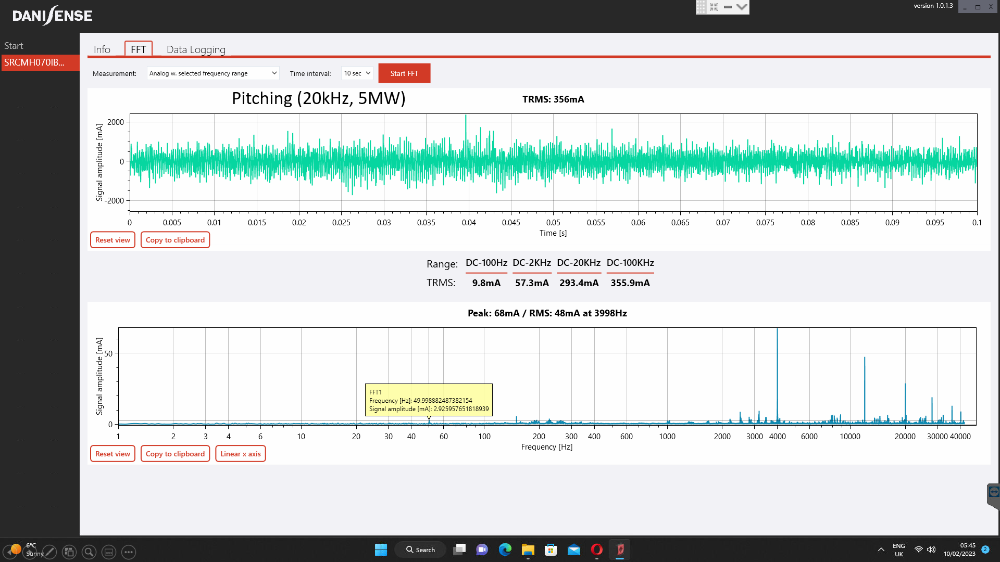 DANISENSE
version 1.0.1.3
Start
SRCMH070IB...
Info FFT Data Logging
Measurement: Analog w. selected frequency range Time interval: 10 sec Start FFT
Pitching (20kHz, 5MW) TRMS: 356mA
Signal amplitude [mA]
2000
0
-2000
0 0.005 0.01 0.015 0.02 0.025 0.03 0.035 0.04 0.045 0.05 0.055 0.06 0.065 0.07 0.075 0.08 0.085 0.09 0.095 0.1
Time [s]
Reset view Copy to clipboard
Range: DC-100Hz DC-2KHz DC-20KHz DC-100KHz
TRMS: 9.8mA 57.3mA 293.4mA 355.9mA
Peak: 68mA / RMS: 48mA at 3998Hz
Signal amplitude [mA]
50
0
FFT1
Frequency [Hz]: 49.998882487382154
Signal amplitude [mA]: 2.925957651818939
1 2 3 4 6 10 20 30 40 60 100 200 300 400 600 1000 2000 3000 4000 6000 10000 20000 30000 40000
Frequency [Hz]
Reset view Copy to clipboard Linear x axis
6°C
Sunny
Search
ENG
UK
05:45
10/02/2023
2